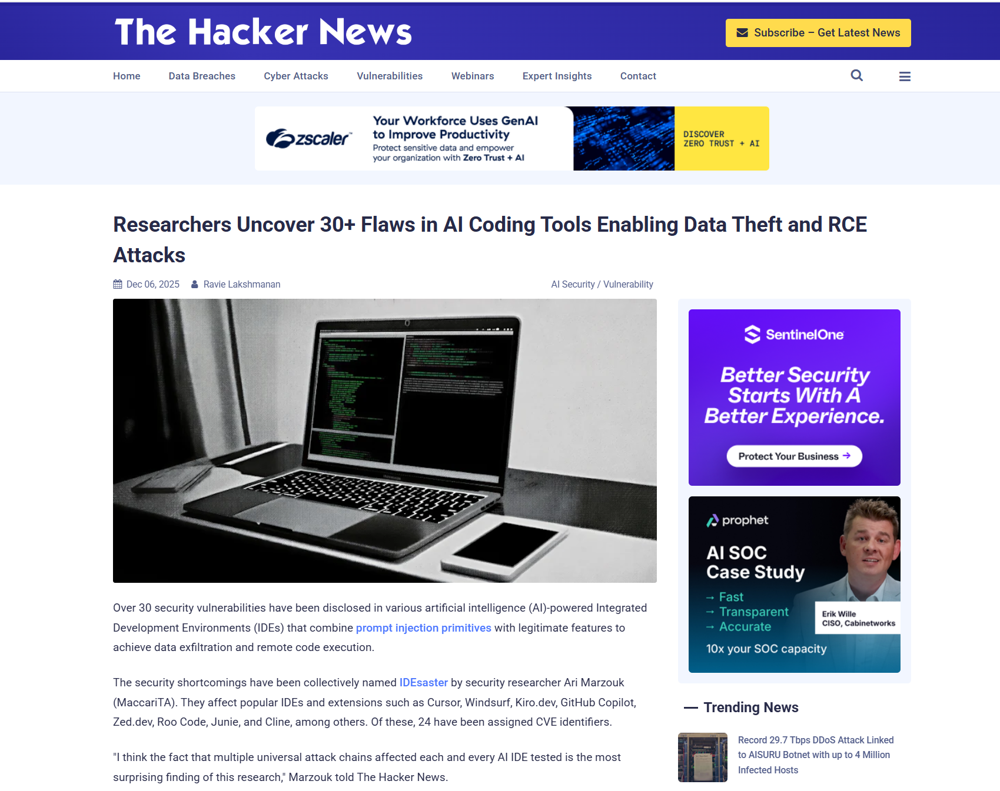 The Hacker News
Subscribe – Get Latest News
Home
Data Breaches
Cyber Attacks
Vulnerabilities
Webinars
Expert Insights
Contact
zscaler™
Your Workforce Uses GenAI
to Improve Productivity
Protect sensitive data and empower
your organization with Zero Trust + AI
DISCOVER
ZERO TRUST + AI
Researchers Uncover 30+ Flaws in AI Coding Tools Enabling Data Theft and RCE
Attacks
Dec 06, 2025
Ravie Lakshmanan
AI Security / Vulnerability
Over 30 security vulnerabilities have been disclosed in various artificial intelligence (AI)-powered Integrated
Development Environments (IDEs) that combine prompt injection primitives with legitimate features to
achieve data exfiltration and remote code execution.
The security shortcomings have been collectively named IDEsaster by security researcher Ari Marzouk
(MaccariTA). They affect popular IDEs and extensions such as Cursor, Windsurf, Kiro.dev, GitHub Copilot,
Zed.dev, Roo Code, Junie, and Cline, among others. Of these, 24 have been assigned CVE identifiers.
"I think the fact that multiple universal attack chains affected each and every AI IDE tested is the most
surprising finding of this research," Marzouk told The Hacker News.
SentinelOne
Better Security
Starts With A
Better Experience.
Protect Your Business →
prophet
AI SOC
Case Study
→ Fast
→ Transparent
→ Accurate
Erik Wille
CISO, Cabinetworks
10x your SOC capacity
Trending News
Record 29.7 Tbps DDoS Attack Linked
to AISURU Botnet with up to 4 Million
Infected Hosts